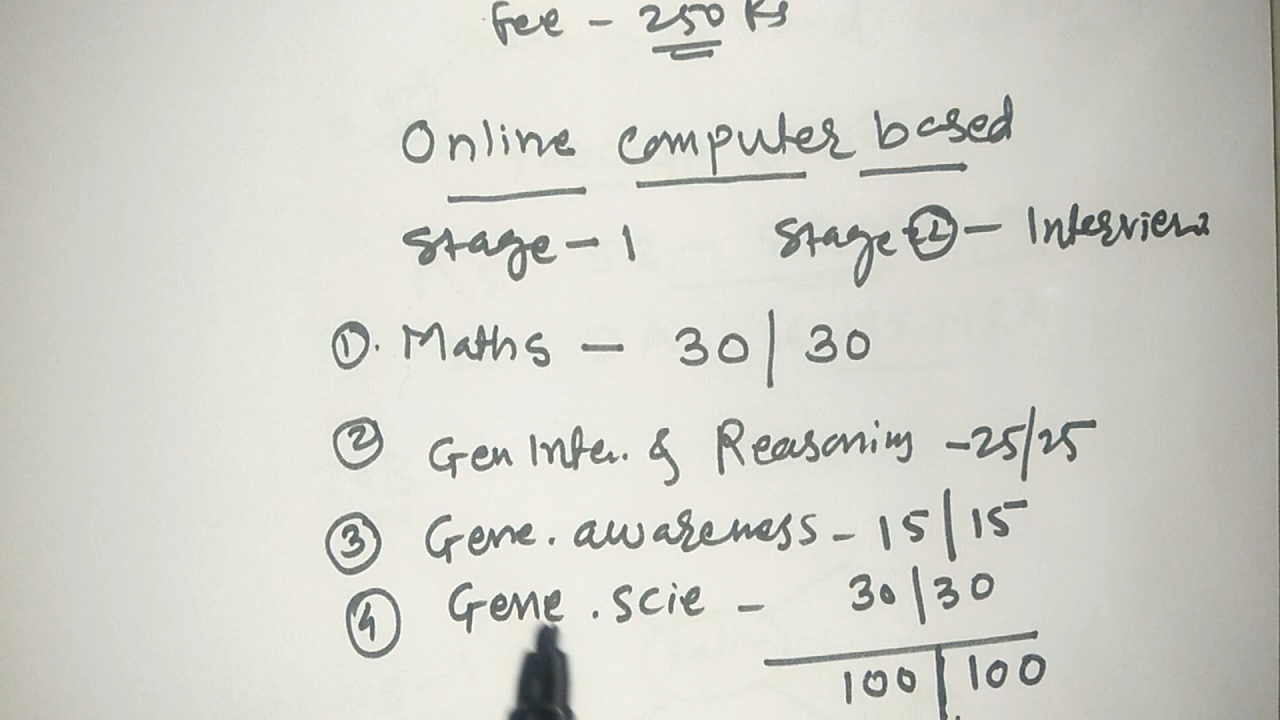 Fee - 250 Rs
Online computer based
Stage - 1 Stage - 2 - Interview
1. Maths - 30 | 30
2 Gen Inte. & Reasoning - 25/25
3 Gene. awareness - 15 | 15
4 Gene. scie - 30 | 30
100 | 100